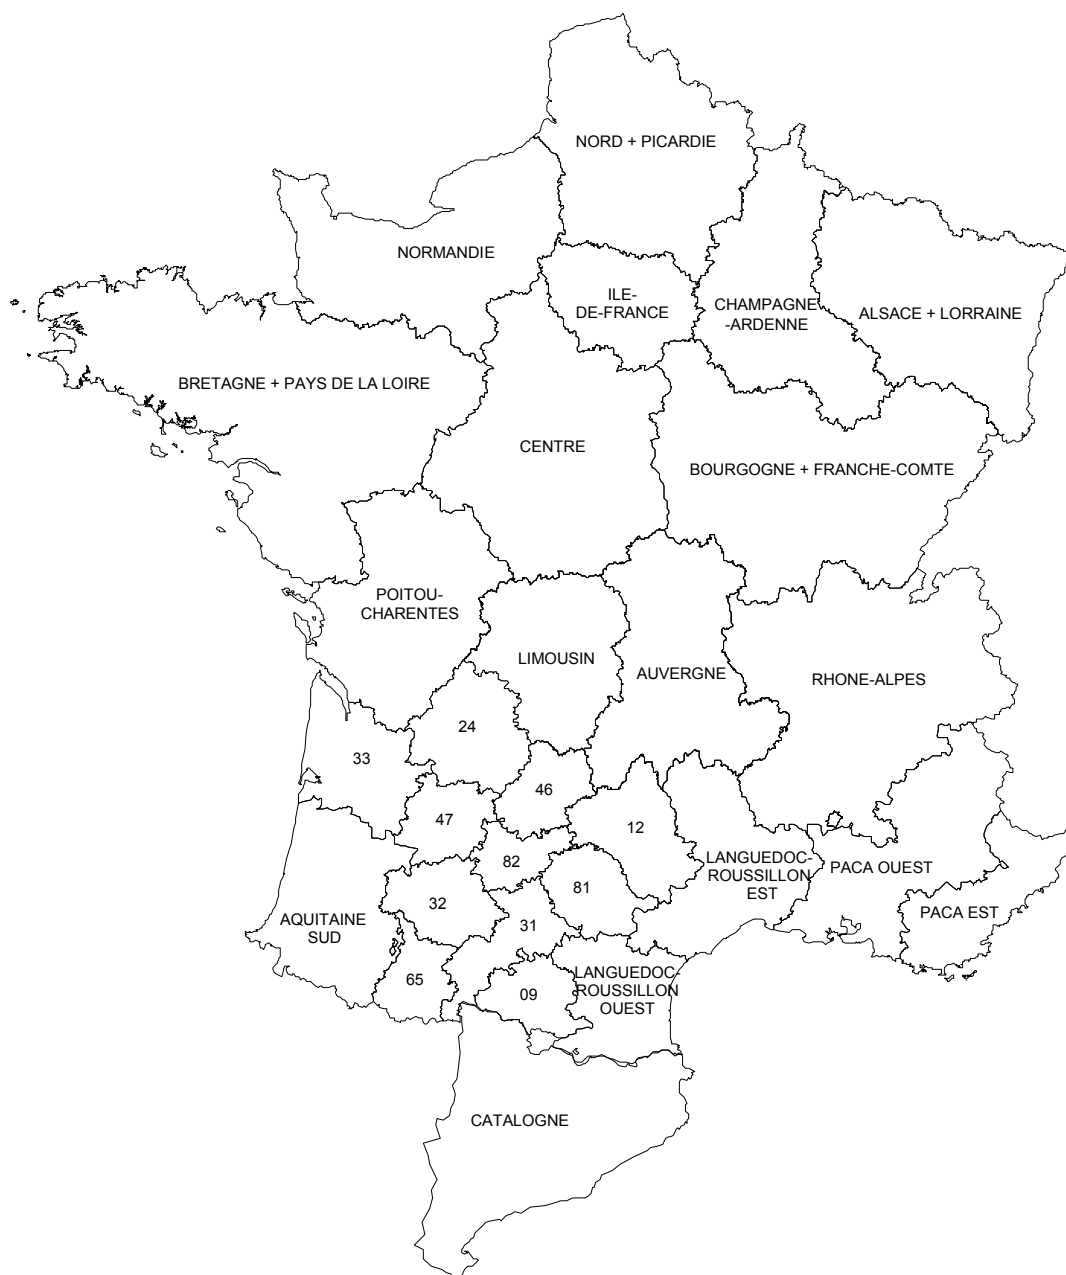 NORD + PICARDIE
NORMANDIE
ILE-
DE-FRANCE
CHAMPAGNE
-ARDENNE
ALSACE + LORRAINE
BRETAGNE + PAYS DE LA LOIRE
CENTRE
BOURGOGNE + FRANCHE-COMTE
POITOU-
CHARENTES
LIMOUSIN
AUVERGNE
RHONE-ALPES
24
33
46
47
12
82
LANGUEDOC-
ROUSSILLON
EST
PACA OUEST
81
32
PACA EST
AQUITAINE
SUD
31
65
09
LANGUEDOC-
ROUSSILLON
OUEST
CATALOGNE